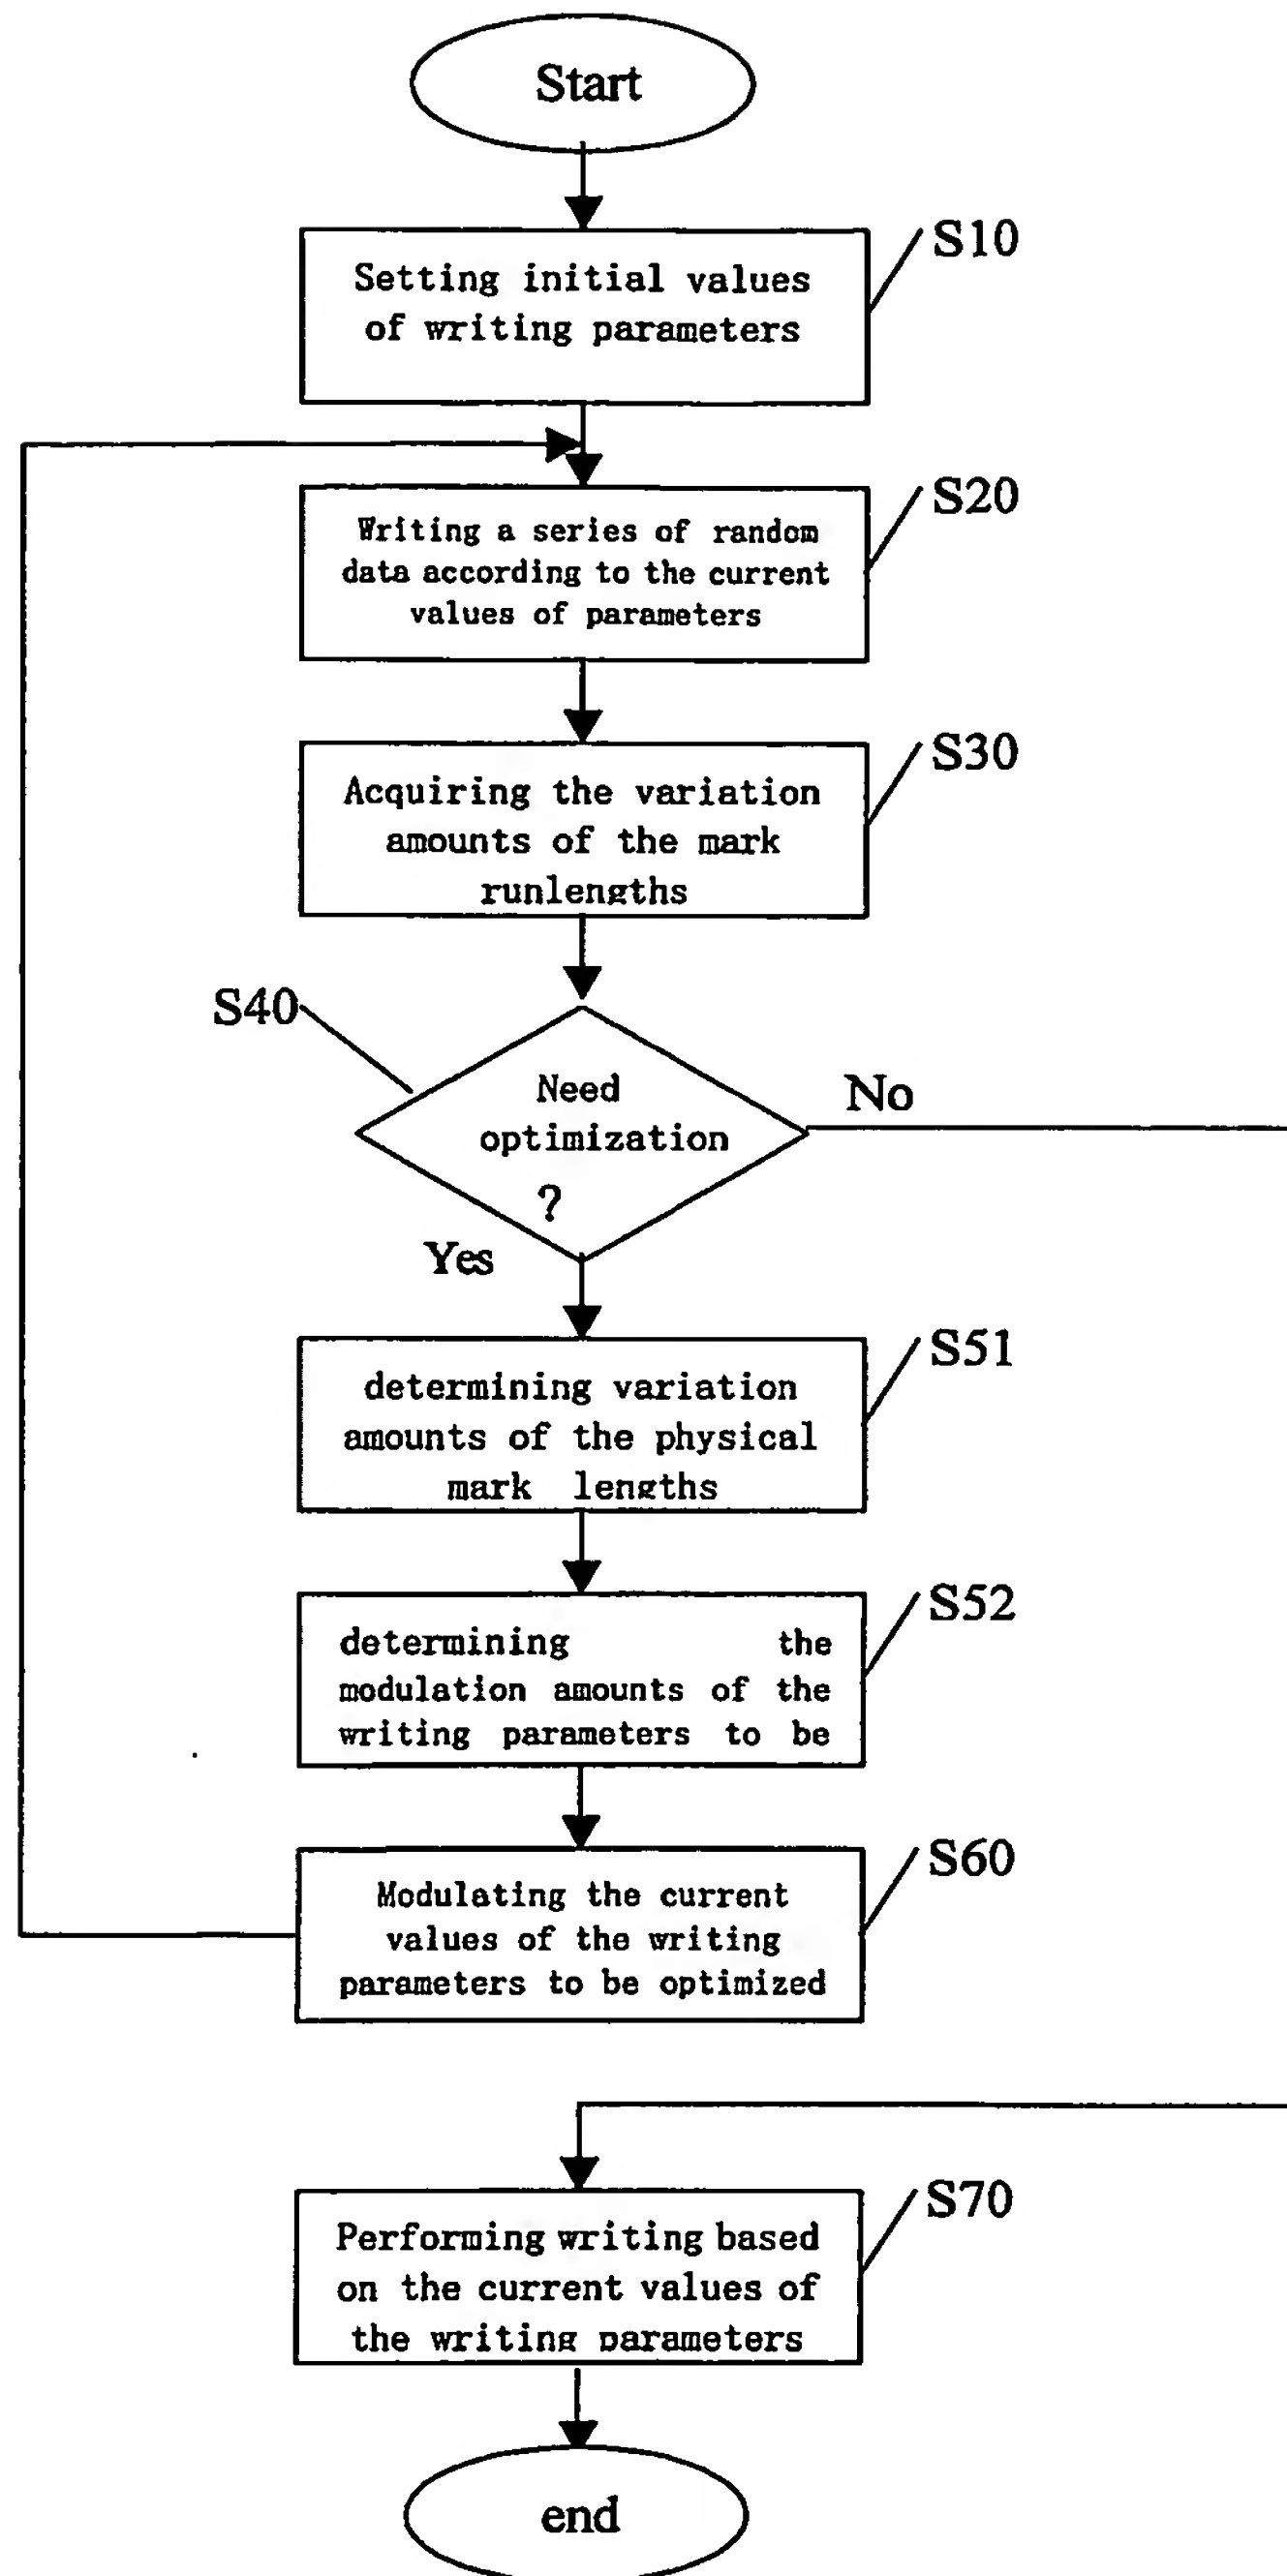 Start
S10
Setting initial values
of writing parameters
S20
Writing a series of random
data according to the current
values of parameters
S30
Acquiring the variation
amounts of the mark
runlengths
S40
Need
optimization
?
No
Yes
S51
determining variation
amounts of the physical
mark lengths
S52
determining the
modulation amounts of the
writing parameters to be
S60
Modulating the current
values of the writing
parameters to be optimized
S70
Performing writing based
on the current values of
the writing parameters
end